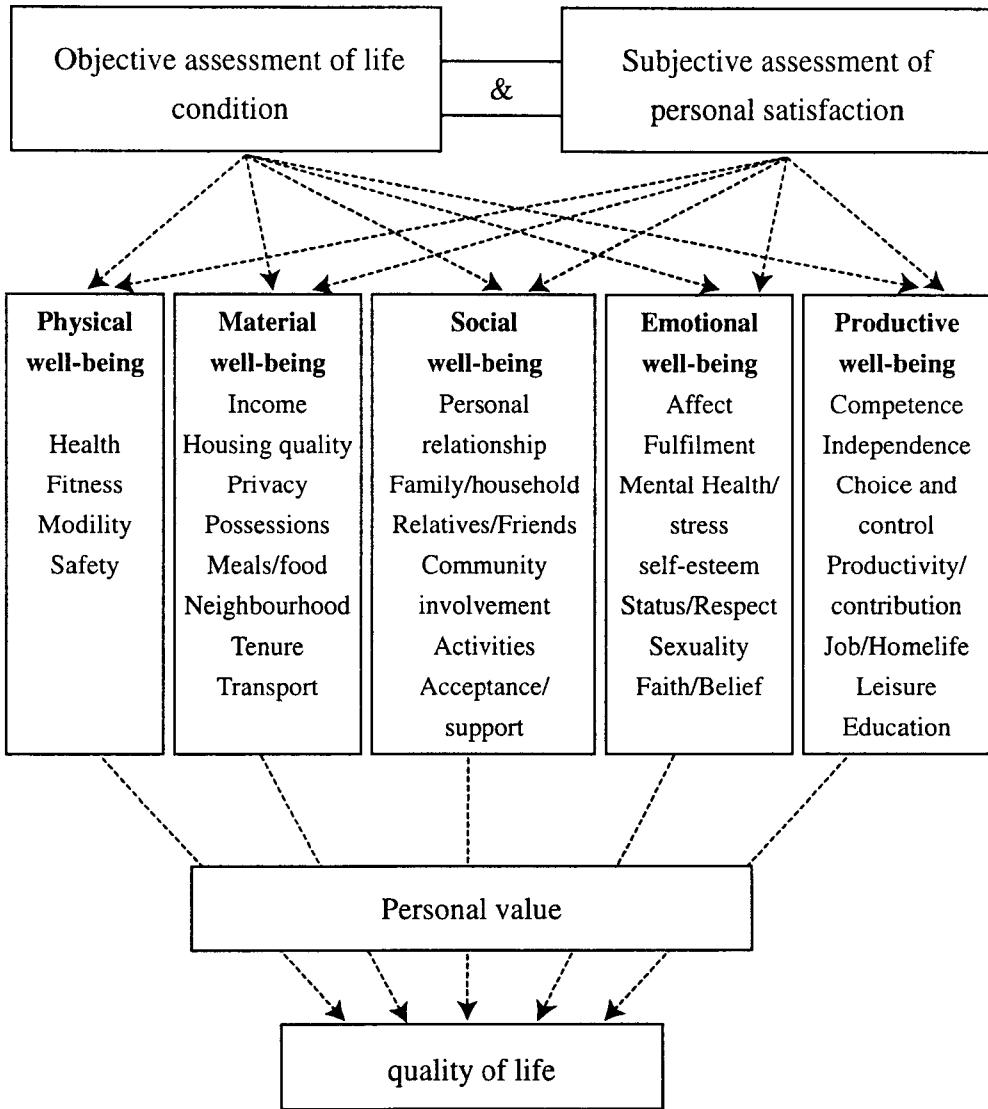 Objective assessment of life
condition
&
Subjective assessment of
personal satisfaction
Physical
well-being
Health
Fitness
Modility
Safety
Material
well-being
Income
Housing quality
Privacy
Possessions
Meals/food
Neighbourhood
Tenure
Transport
Social
well-being
Personal
relationship
Family/household
Relatives/Friends
Community
involvement
Activities
Acceptance/
support
Emotional
well-being
Affect
Fulfilment
Mental Health/
stress
self-esteem
Status/Respect
Sexuality
Faith/Belief
Productive
well-being
Competence
Independence
Choice and
control
Productivity/
contribution
Job/Homelife
Leisure
Education
Personal value
quality of life